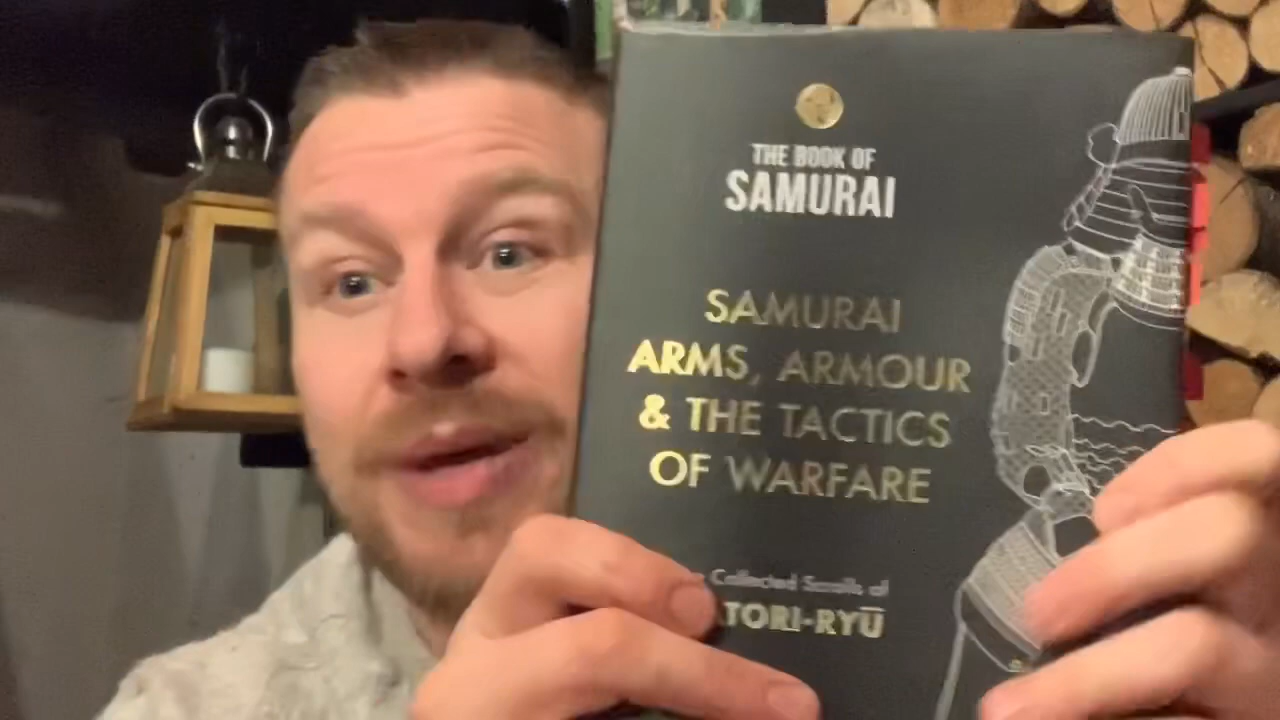 THE BOOK OF
SAMURAI
SAMURAI
ARMS, ARMOUR
& THE TACTICS
OF WARFARE
Collected Scrolls of
TORI-RYŪ